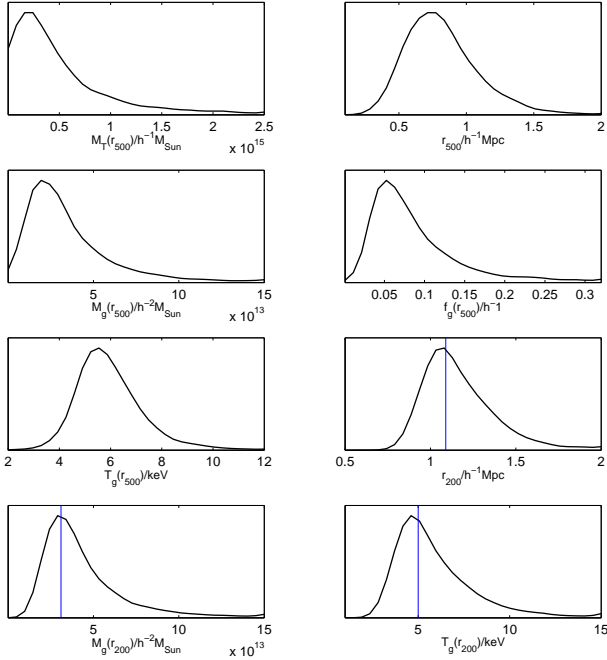 0.5 1 1.5 2 2.5
M_T(r_500)/h^-1M_Sun
x 10^15
0.5 1 1.5 2
r_500/h^-1Mpc
5 10 15
M_g(r_500)/h^-2M_Sun
x 10^13
0.05 0.1 0.15 0.2 0.25 0.3
f_g(r_500)/h^-1
2 4 6 8 10 12
T_g(r_500)/keV
0.5 1 1.5 2
r_200/h^-1Mpc
5 10 15
M_g(r_200)/h^-2M_Sun
x 10^13
5 10 15
T_g(r_200)/keV